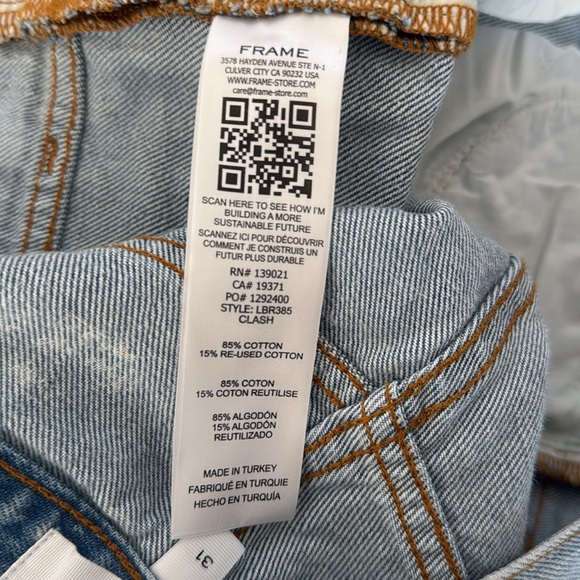 FRAME
3578 HAYDEN AVENUE STE N-1
CULVER CITY CA 90232 USA
WWW.FRAME-STORE.COM
care@frame-store.com
SCAN HERE TO SEE HOW I'M
BUILDING A MORE
SUSTAINABLE FUTURE
SCANNEZ ICI POUR DÉCOUVRIR
COMMENT JE CONSTRUIS UN
FUTUR PLUS DURABLE
RN# 139021
CA# 19371
PO# 1292400
STYLE: LBR385
CLASH
85% COTTON
15% RE-USED COTTON
85% COTON
15% COTON REUTILISE
85% ALGODÓN
15% ALGODÓN
REUTILIZADO
MADE IN TURKEY
FABRIQUÉ EN TURQUIE
HECHO EN TURQUÍA
31